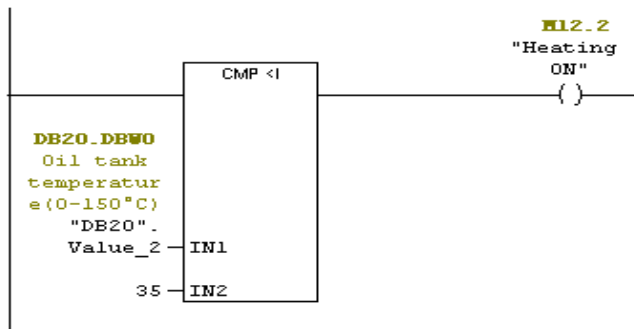 M12.2
"Heating
ON"
CMP <I
( )
DB20.DBW0
Oil tank
temperatur
e(0-150°C)
"DB20".
Value_2
IN1
35
IN2